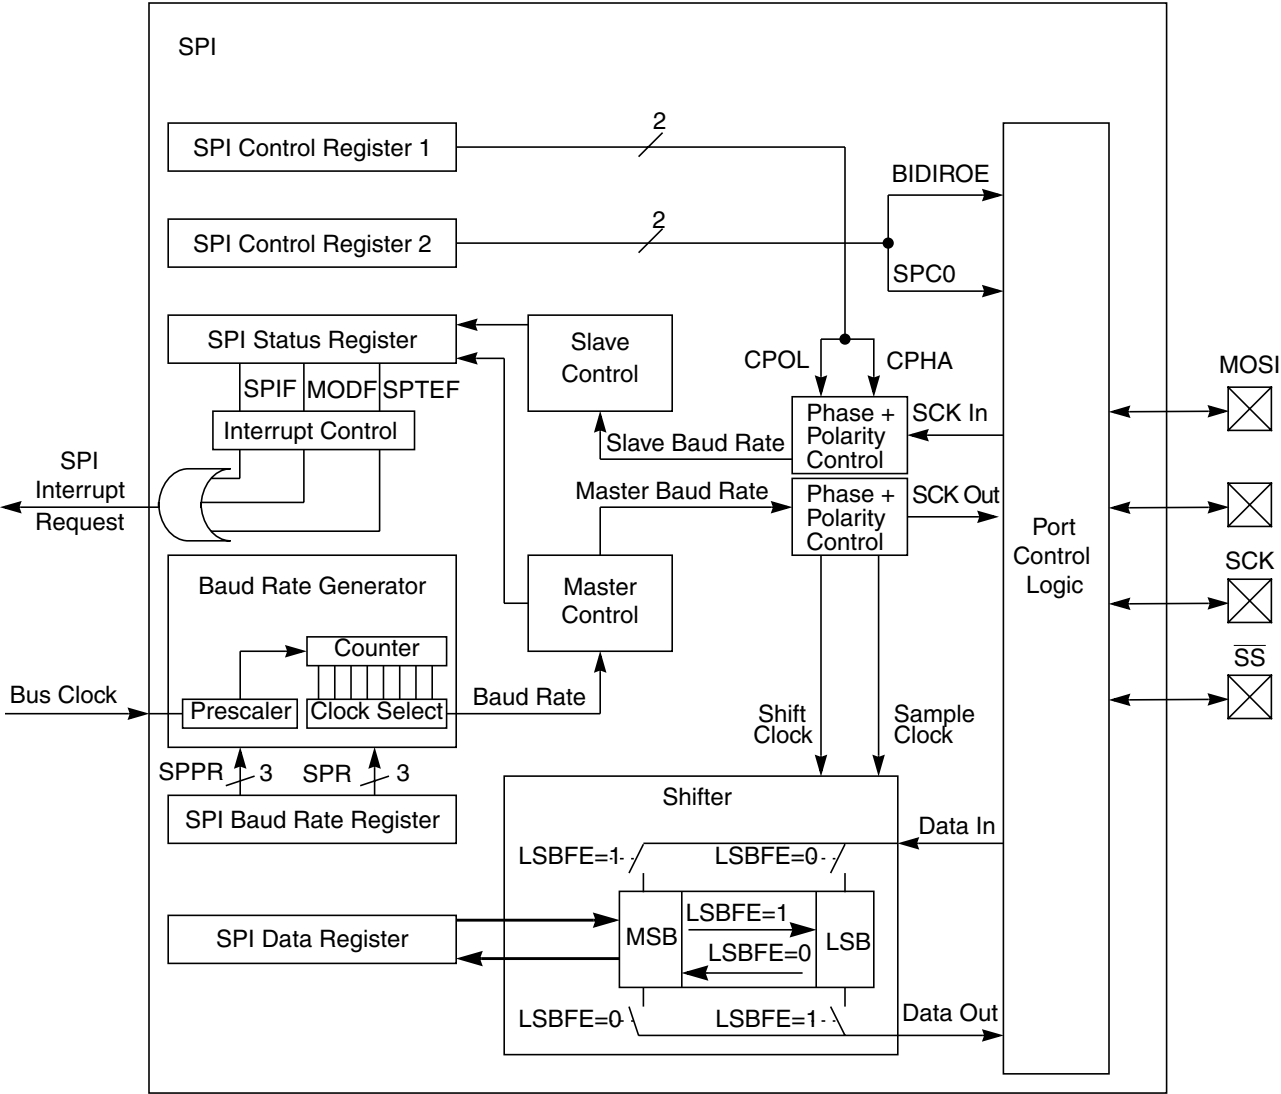 SPI
2
SPI Control Register 1
BIDIROE
2
SPI Control Register 2
SPC0
SPI Status Register
Slave
Control
CPOL
CPHA
MOSI
SPIF
MODF
SPTEF
Interrupt Control
Phase +
Polarity
Control
SCK In
Slave Baud Rate
SPI
Interrupt
Request
Master Baud Rate
Phase +
Polarity
Control
SCK Out
Port
Control
Logic
SCK
Baud Rate Generator
Master
Control
Counter
SS
Bus Clock
Prescaler
Clock Select
Baud Rate
Shift
Clock
Sample
Clock
SPPR
3
SPR
3
SPI Baud Rate Register
Shifter
Data In
LSBFE=1
LSBFE=0
SPI Data Register
MSB
LSBFE=1
LSBFE=0
LSB
LSBFE=0
LSBFE=1
Data Out